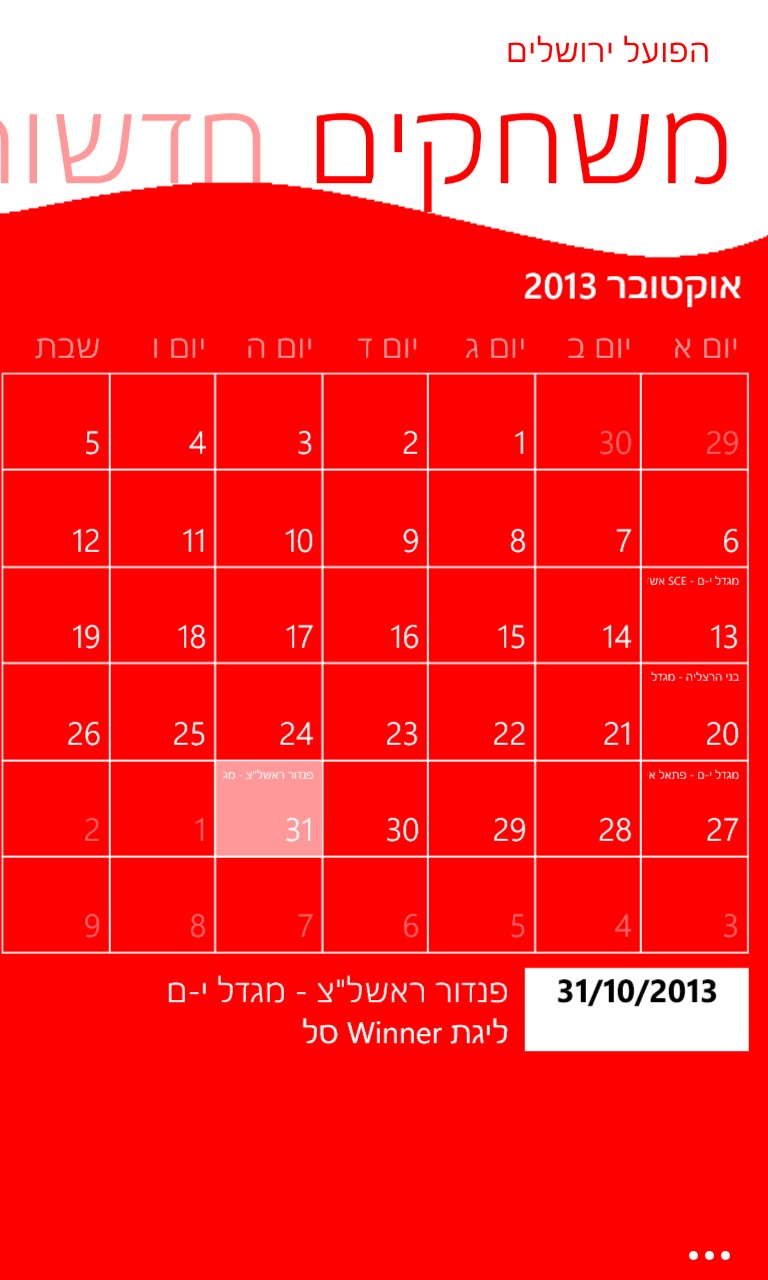 הפועל ירושלים
משחקים חדשות
אוקטובר 2013
יום א יום ב יום ג יום ד יום ה יום ו שבת
29 30 1 2 3 4 5
6 7 8 9 10 11 12
מגדל י-ם - SCE אש
13 14 15 16 17 18 19
בני הרצליה - מגדל
20 21 22 23 24 25 26
מגדל י-ם - פתאל א פנדור ראשל"צ - מג
27 28 29 30 31 1 2
3 4 5 6 7 8 9
31/10/2013 פנדור ראשל"צ - מגדל י-ם
ליגת Winner סל